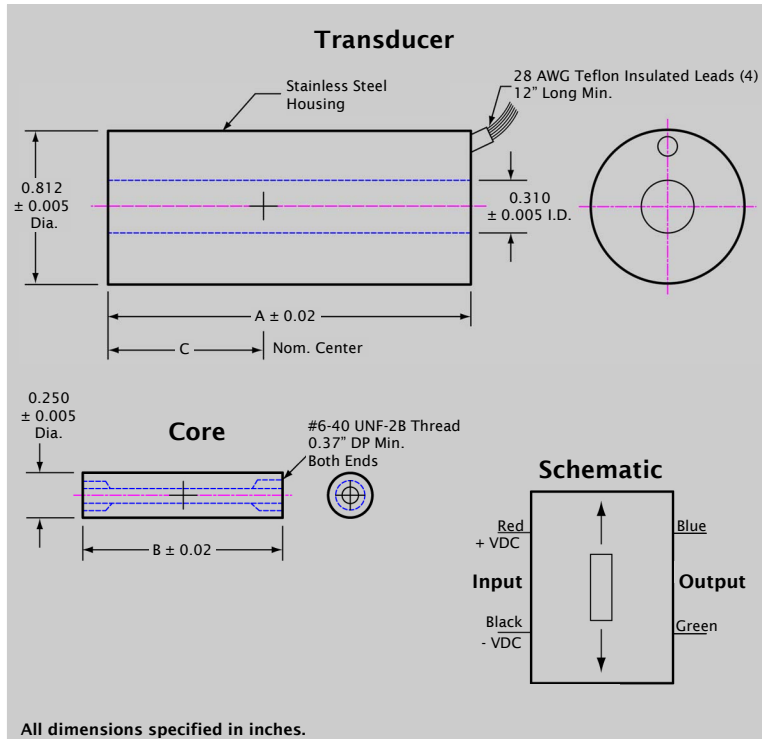 Transducer
Stainless Steel
Housing
28 AWG Teflon Insulated Leads (4)
12” Long Min.
0.812
± 0.005
Dia.
0.310
± 0.005 I.D.
A ± 0.02
C
Nom. Center
0.250
± 0.005
Dia.
Core
#6-40 UNF-2B Thread
0.37” DP Min.
Both Ends
B ± 0.02
Schematic
Red
+ VDC
Blue
Input
Output
Black
- VDC
Green
All dimensions specified in inches.